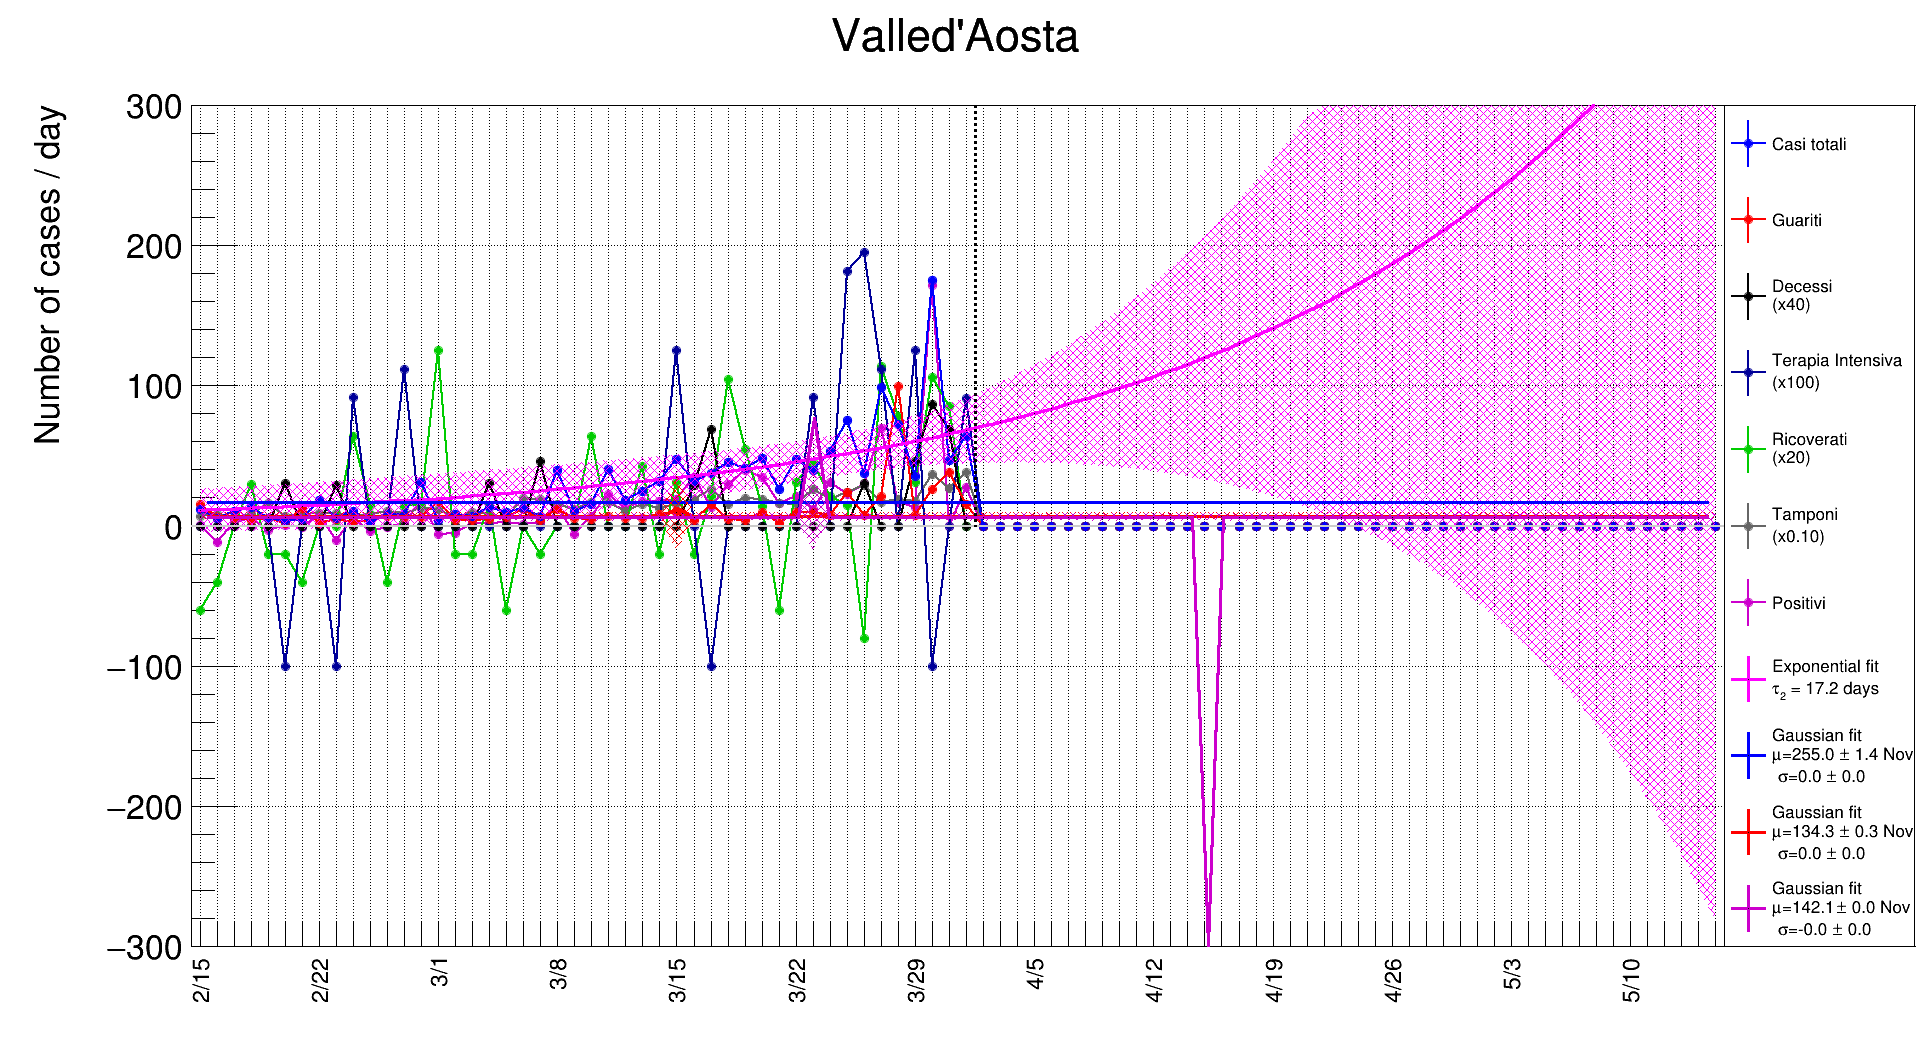 Valled'Aosta
Number of cases / day
300
200
100
0
−100
−200
−300
2/15
2/22
3/1
3/8
3/15
3/22
3/29
4/5
4/12
4/19
4/26
5/3
5/10
Casi totali
Guariti
Decessi
(x40)
Terapia Intensiva
(x100)
Ricoverati
(x20)
Tamponi
(x0.10)
Positivi
Exponential fit
τ2 = 17.2 days
Gaussian fit
μ=255.0 ± 1.4 Nov
σ=0.0 ± 0.0
Gaussian fit
μ=134.3 ± 0.3 Nov
σ=0.0 ± 0.0
Gaussian fit
μ=142.1 ± 0.0 Nov
σ=-0.0 ± 0.0